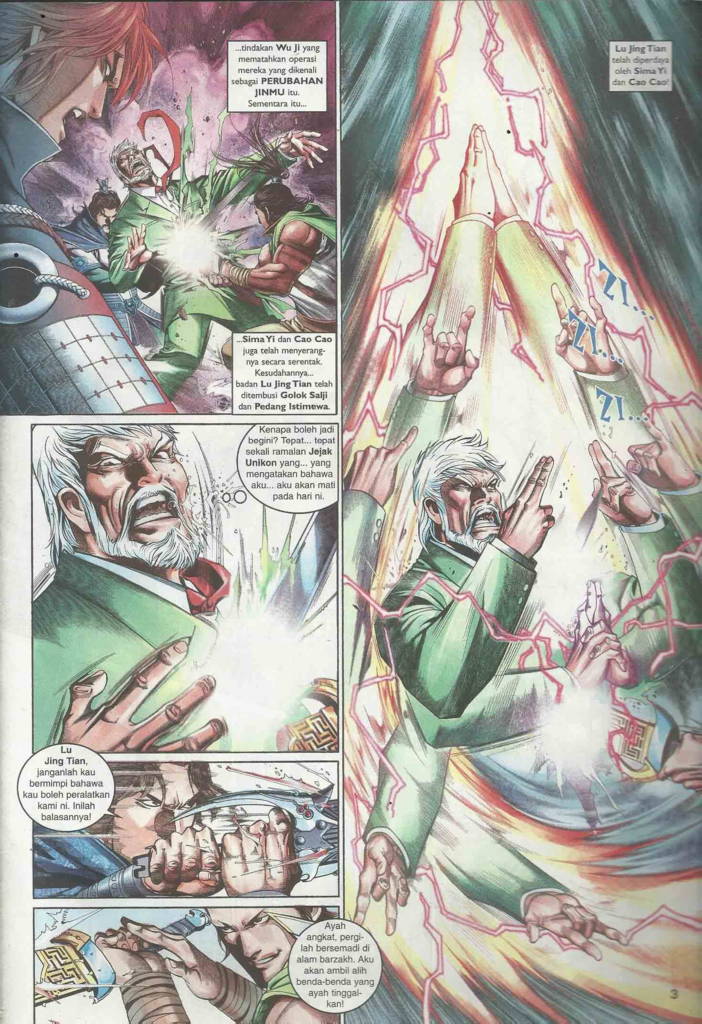 ...tindakan Wu Ji yang
mematahkan operasi
mereka yang dikenali
sebagai PERUBAHAN
JINMU itu.
Sementara itu...
...Sima Yi dan Cao Cao
juga telah menyerang-
nya secara serentak.
Kesudahannya...
badan Lu Jing Tian telah
ditembusi Golok Salji
dan Pedang Istimewa.
Kenapa boleh jadi
begini? Tepat... tepat
sekali ramalan Jejak
Unikon yang... yang
mengatakan bahawa
aku... aku akan mati
pada hari ni.
Lu
Jing Tian,
janganlah kau
bermimpi bahawa
kau boleh peralatkan
kami ni. Inilah
balasannya!
Ayah
angkat, pergi-
lah bersemadi di
alam barzakh. Aku
akan ambil alih
benda-benda yang
ayah tinggal-
kan!
Lu Jing Tian
telah diperdaya
oleh Sima Yi
dan Cao Cao!
ZI...
ZI...
ZI...
3